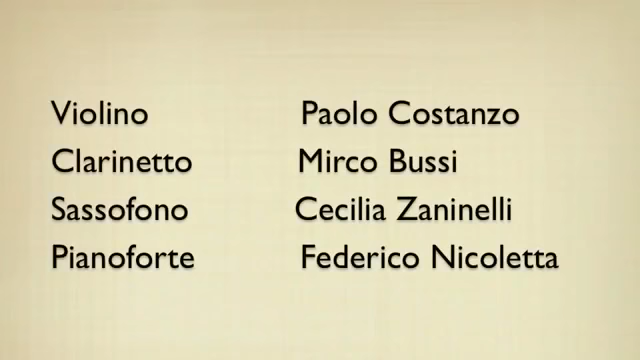 Violino Paolo Costanzo
Clarinetto Mirco Bussi
Sassofono Cecilia Zaninelli
Pianoforte Federico Nicoletta